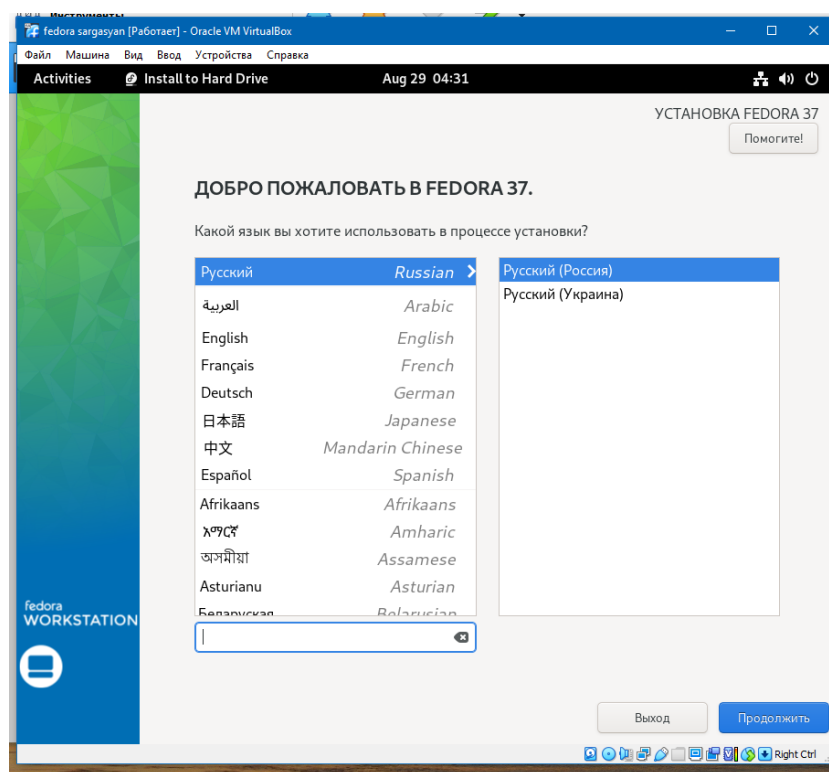 Инструменты
fedora sargasyan [Работает] - Oracle VM VirtualBox
Файл Машина Вид Ввод Устройства Справка
Activities Install to Hard Drive Aug 29 04:31
УСТАНОВКА FEDORA 37
Помогите!
ДОБРО ПОЖАЛОВАТЬ В FEDORA 37.
Какой язык вы хотите использовать в процессе установки?
Русский Russian
العربية Arabic
English English
Français French
Deutsch German
日本語 Japanese
中文 Mandarin Chinese
Español Spanish
Afrikaans Afrikaans
አማርኛ Amharic
অসমীয়া Assamese
Asturianu Asturian
Беларуская Belarusian
Русский (Россия)
Русский (Украина)
fedora
WORKSTATION
Выход Продолжить
Right Ctrl